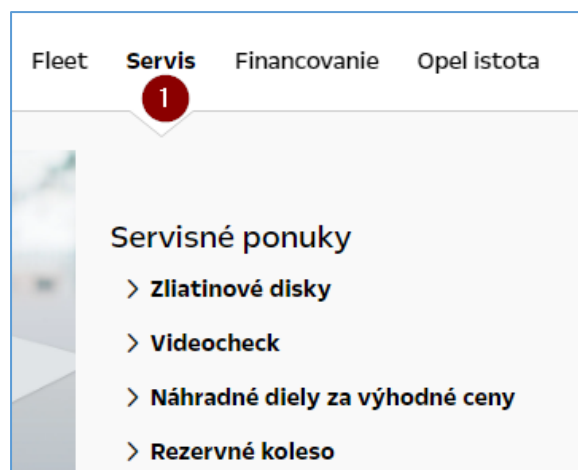 Fleet Servis Financovanie Opel istota
1
Servisné ponuky
Zliatinové disky
Videocheck
Náhradné diely za výhodné ceny
Rezervné koleso